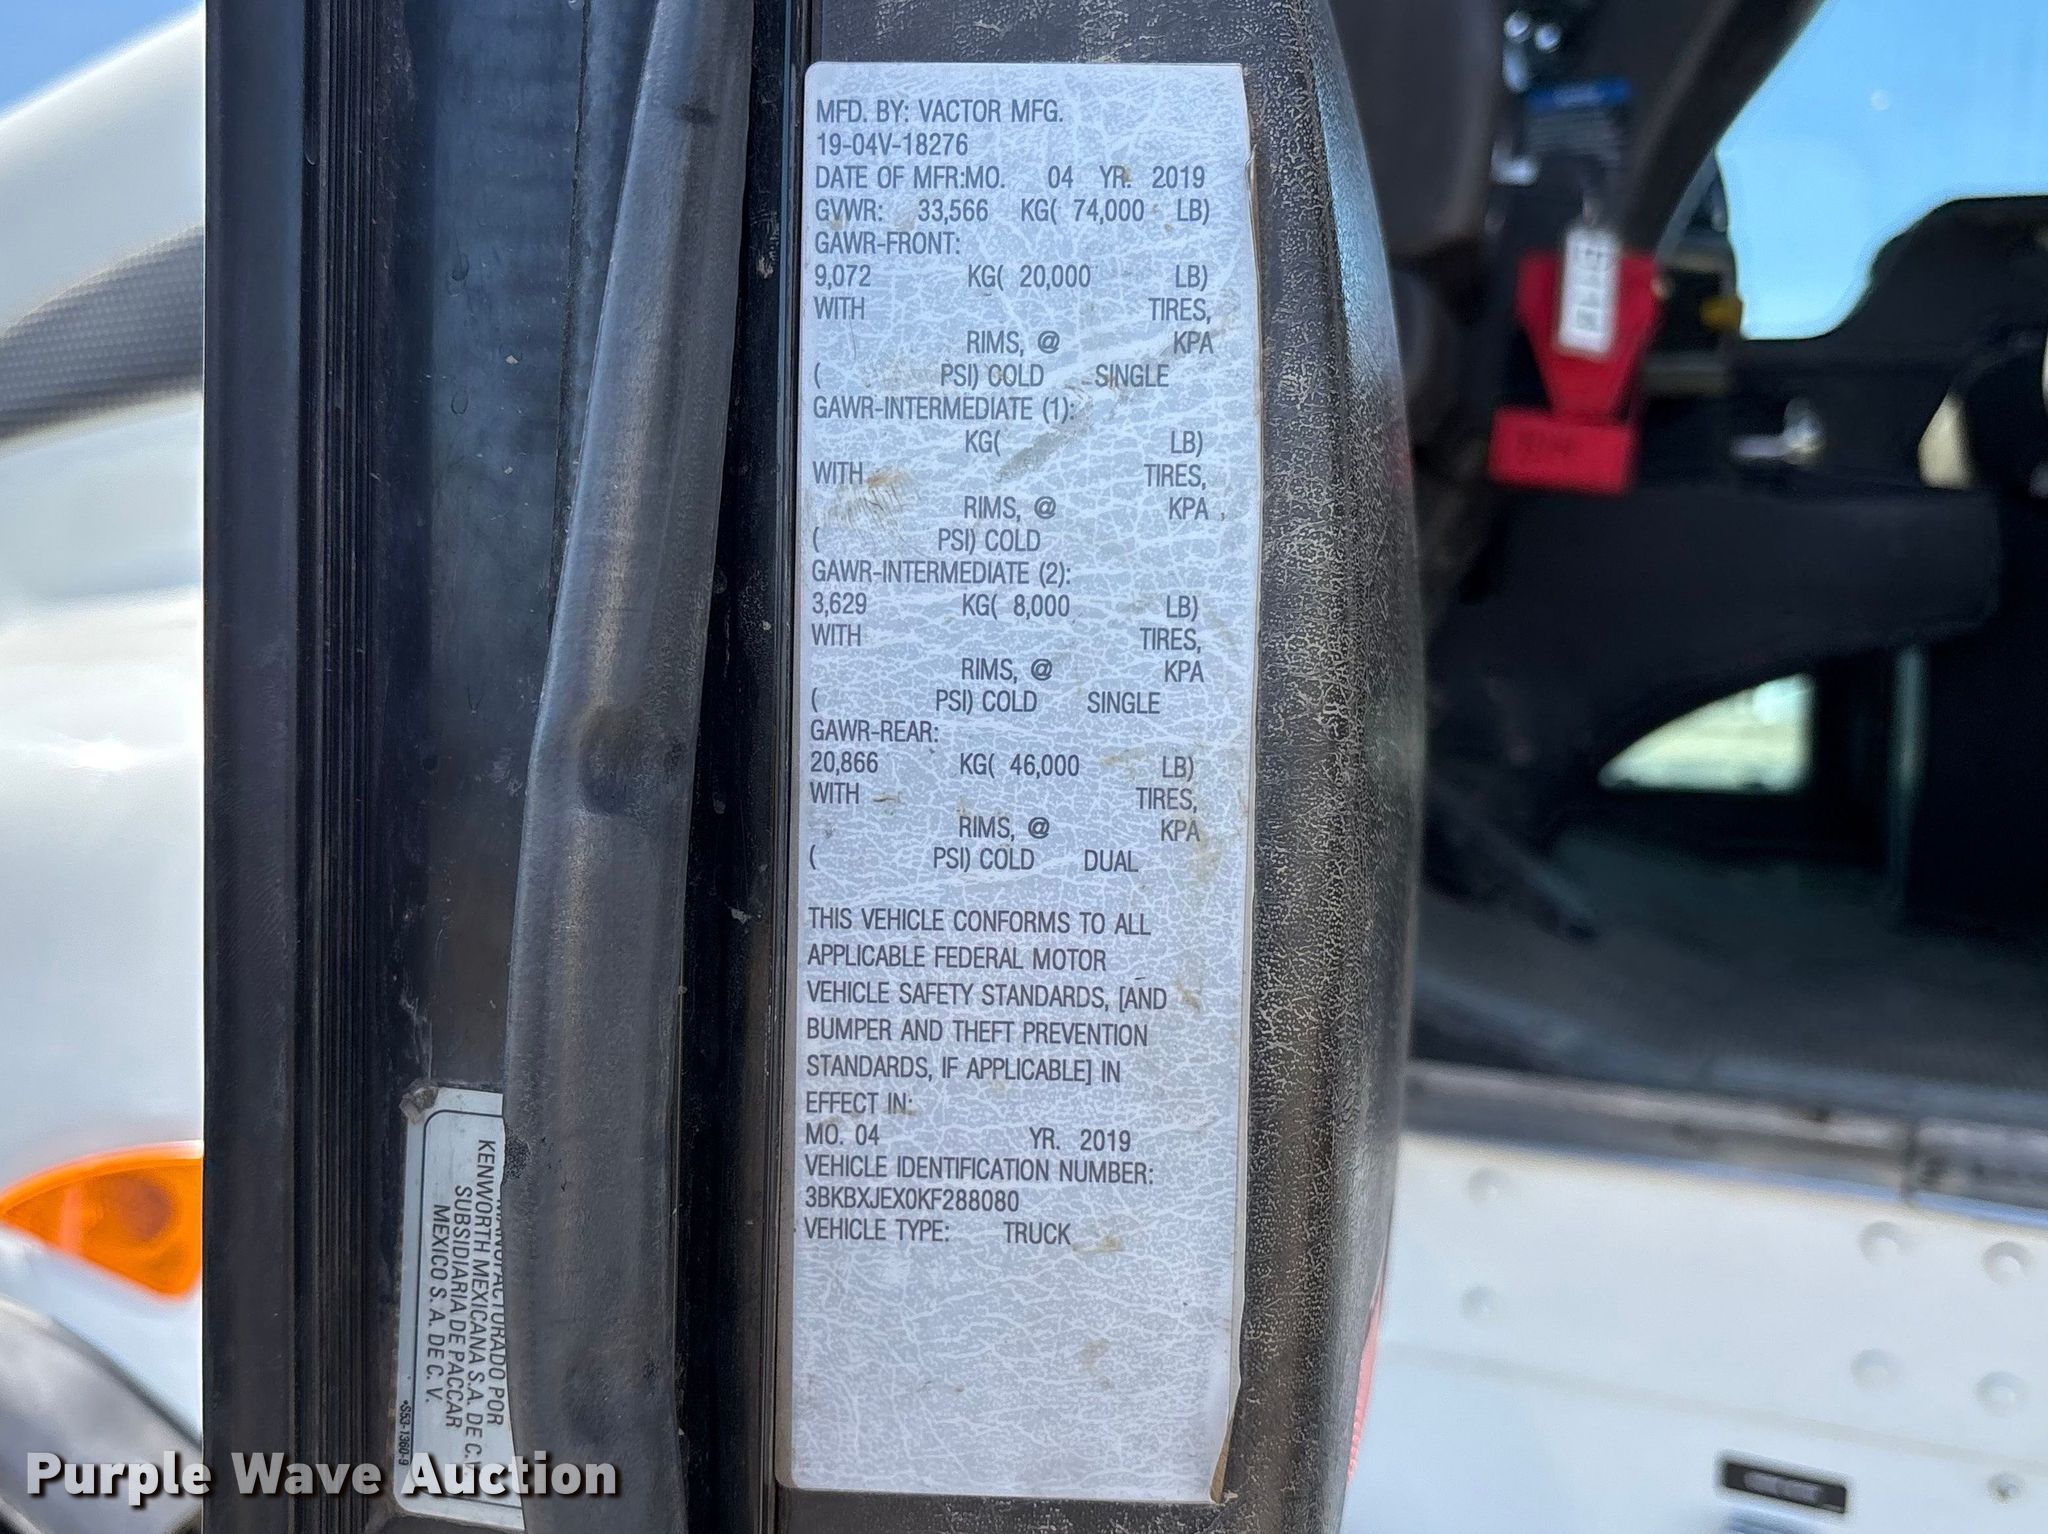 MFD. BY: VACTOR MFG.
19-04V-18276
DATE OF MFR:MO. 04 YR. 2019
GVWR: 33,566 KG( 74,000 LB)
GAWR-FRONT:
9,072 KG( 20,000 LB)
WITH TIRES,
RIMS, @ KPA
( PSI) COLD SINGLE
GAWR-INTERMEDIATE (1):
KG( LB)
WITH TIRES,
RIMS, @ KPA
( PSI) COLD
GAWR-INTERMEDIATE (2):
3,629 KG( 8,000 LB)
WITH TIRES,
RIMS, @ KPA
( PSI) COLD SINGLE
GAWR-REAR:
20,866 KG( 46,000 LB)
WITH TIRES,
RIMS, @ KPA
( PSI) COLD DUAL
THIS VEHICLE CONFORMS TO ALL
APPLICABLE FEDERAL MOTOR
VEHICLE SAFETY STANDARDS, [AND
BUMPER AND THEFT PREVENTION
STANDARDS, IF APPLICABLE] IN
EFFECT IN:
MO. 04 YR. 2019
VEHICLE IDENTIFICATION NUMBER:
3BKBXJEX0KF288080
VEHICLE TYPE: TRUCK
MANUFACTURADO POR
KENWORTH MEXICANA S.A. DE C.V.
SUBSIDIARIA DE PACCAR
MEXICO S. A. DE C. V.
S53-1360-9
Purple Wave Auction